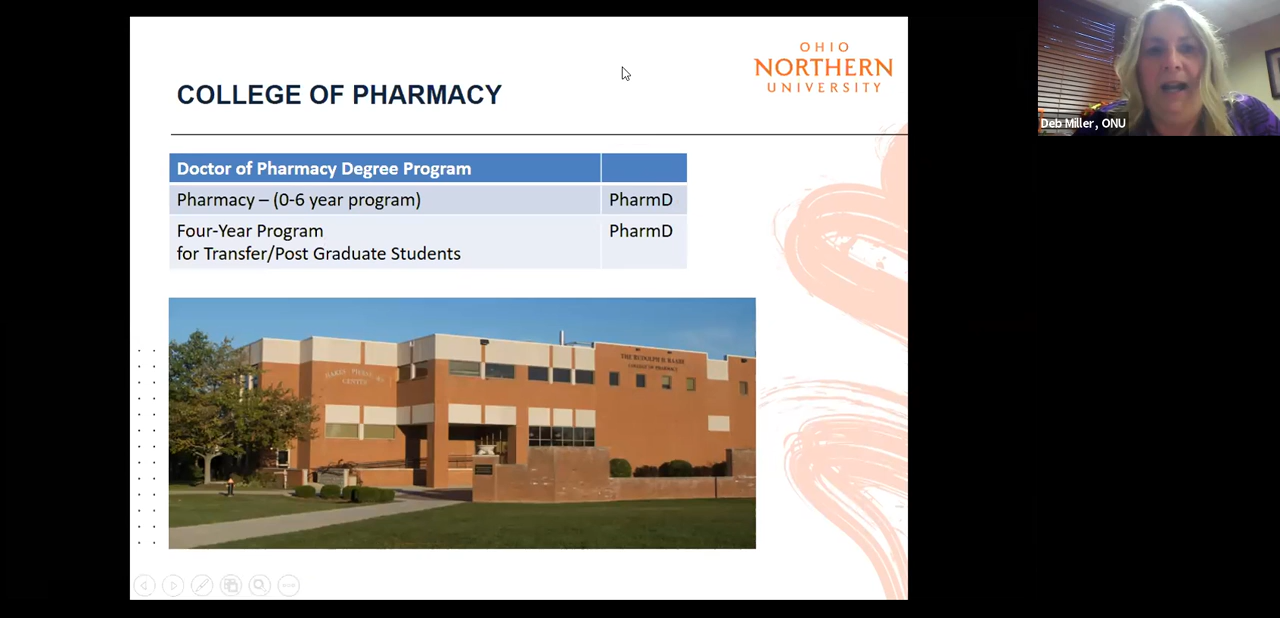 OHIO
NORTHERN
UNIVERSITY
COLLEGE OF PHARMACY
Deb Miller, ONU
Doctor of Pharmacy Degree Program
Pharmacy – (0-6 year program) PharmD
Four-Year Program PharmD
for Transfer/Post Graduate Students
THE RUDOLPH H. RAABE
COLLEGE OF PHARMACY
CENTER